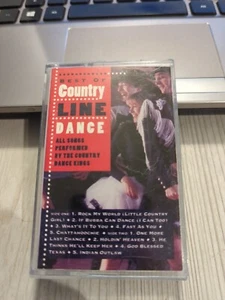 BEST OF
Country
LINE
DANCE
ALL SONGS
PERFORMED
BY THE COUNTRY
DANCE KINGS
SIDE ONE 1. ROCK MY WORLD (LITTLE COUNTRY
GIRL) • 2. IF BUBBA CAN DANCE (I CAN TOO)
3. WHAT'S IT TO YOU • 4. FAST AS YOU
5. CHATTAHOOCHIE • SIDE TWO 1. ONE MORE
LAST CHANCE • 2. HOLDIN' HEAVEN • 3. HE
THINKS HE'LL KEEP HER • 4. GOD BLESSED
TEXAS • 5. INDIAN OUTLAW